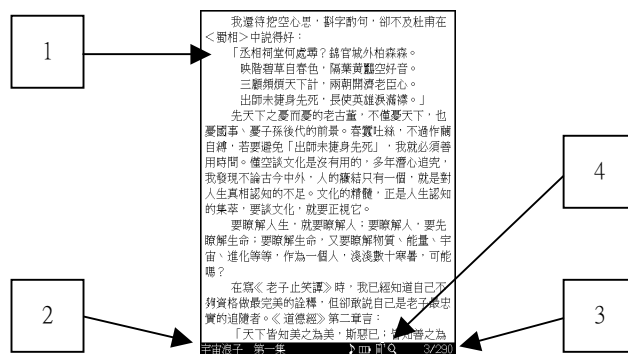 我還待挖空心思，斟字酌句，卻不及杜甫在
＜蜀相＞中說得好：
「丞相祠堂何處尋？錦官城外柏森森。
映階碧草自春色，隔葉黃鸝空好音。
三顧頻煩天下計，兩朝開濟老臣心。
出師未捷身先死，長使英雄淚滿襟。」
先天下之憂而憂的老古董，不僅憂天下，也
憂國事、憂子孫後代的前景。春蠶吐絲，不過作繭
自縛，若要避免「出師未捷身先死」，我就必須善
用時間。僅空談文化是沒有用的，多年潛心追究，
我發現不論古今中外，人的癥結只有一個，就是對
人生真相認知的不足。文化的精髓，正是人生認知
的集萃，要談文化，就要正視它。
要瞭解人生，就要瞭解人；要瞭解人，要先
瞭解生命；要瞭解生命，又要瞭解物質、能量、宇
宙、進化等等，作為一個人，淺淺數十寒暑，可能
嗎？
在寫《老子止笑譚》時，我已經知道自己不
夠資格做最完美的詮釋，但卻敢說自己是老子最忠
實的追隨者。《道德經》第二章言：
「天下皆知美之為美，斯惡已；皆知善之為
宇宙浪子 第一集 3/290
1
2
3
4